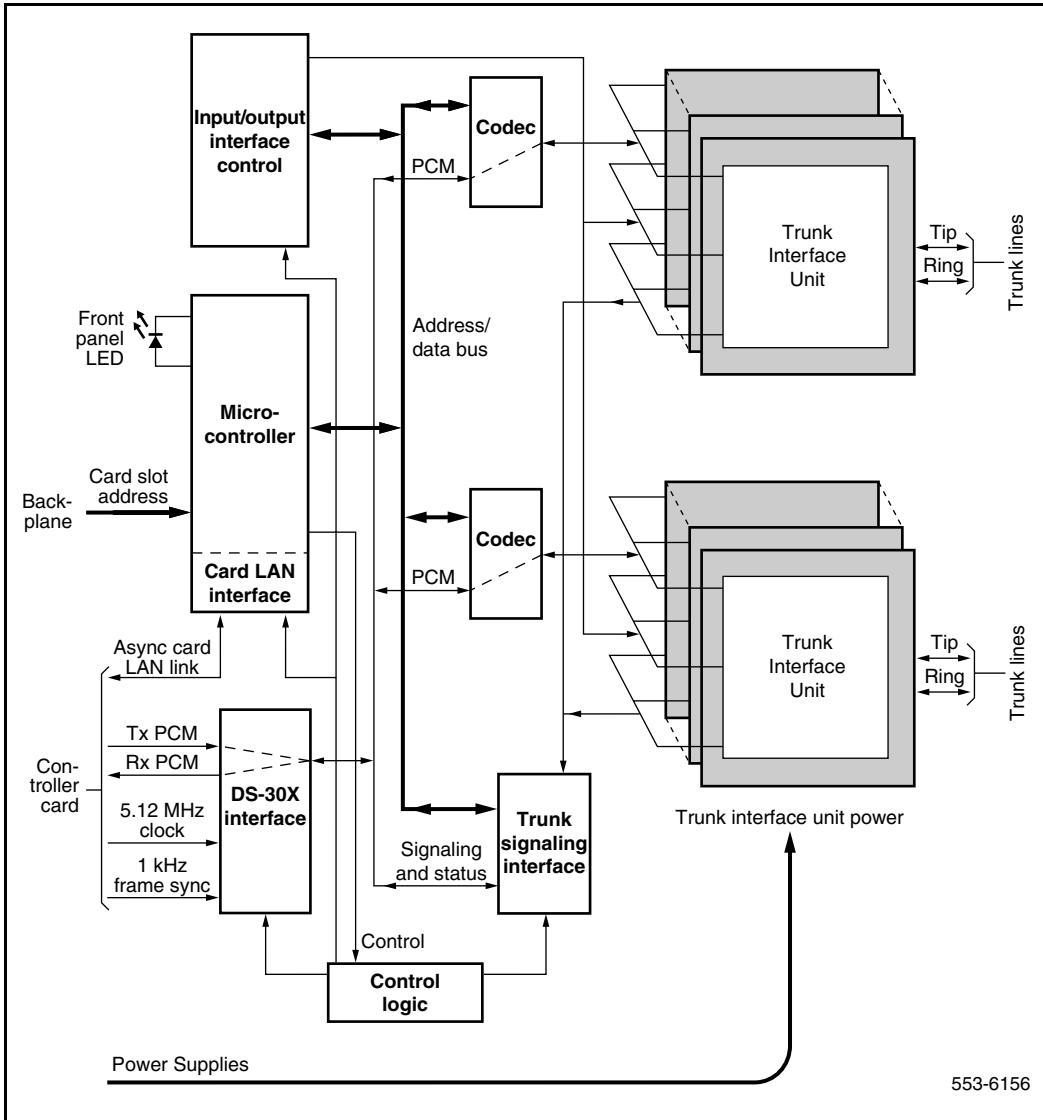 Input/output
interface
control
Codec
PCM
Trunk
Interface
Unit
Tip
Ring
Trunk lines
Front
panel
LED
Address/
data bus
Micro-
controller
Card slot
address
Back-
plane
Card LAN
interface
Codec
PCM
Trunk
Interface
Unit
Tip
Ring
Trunk lines
Async card
LAN link
Tx PCM
Rx PCM
Con-
troller
card
DS-30X
interface
5.12 MHz
clock
1 kHz
frame sync
Trunk
signaling
interface
Signaling
and status
Trunk interface unit power
Control
Control
logic
Power Supplies
553-6156